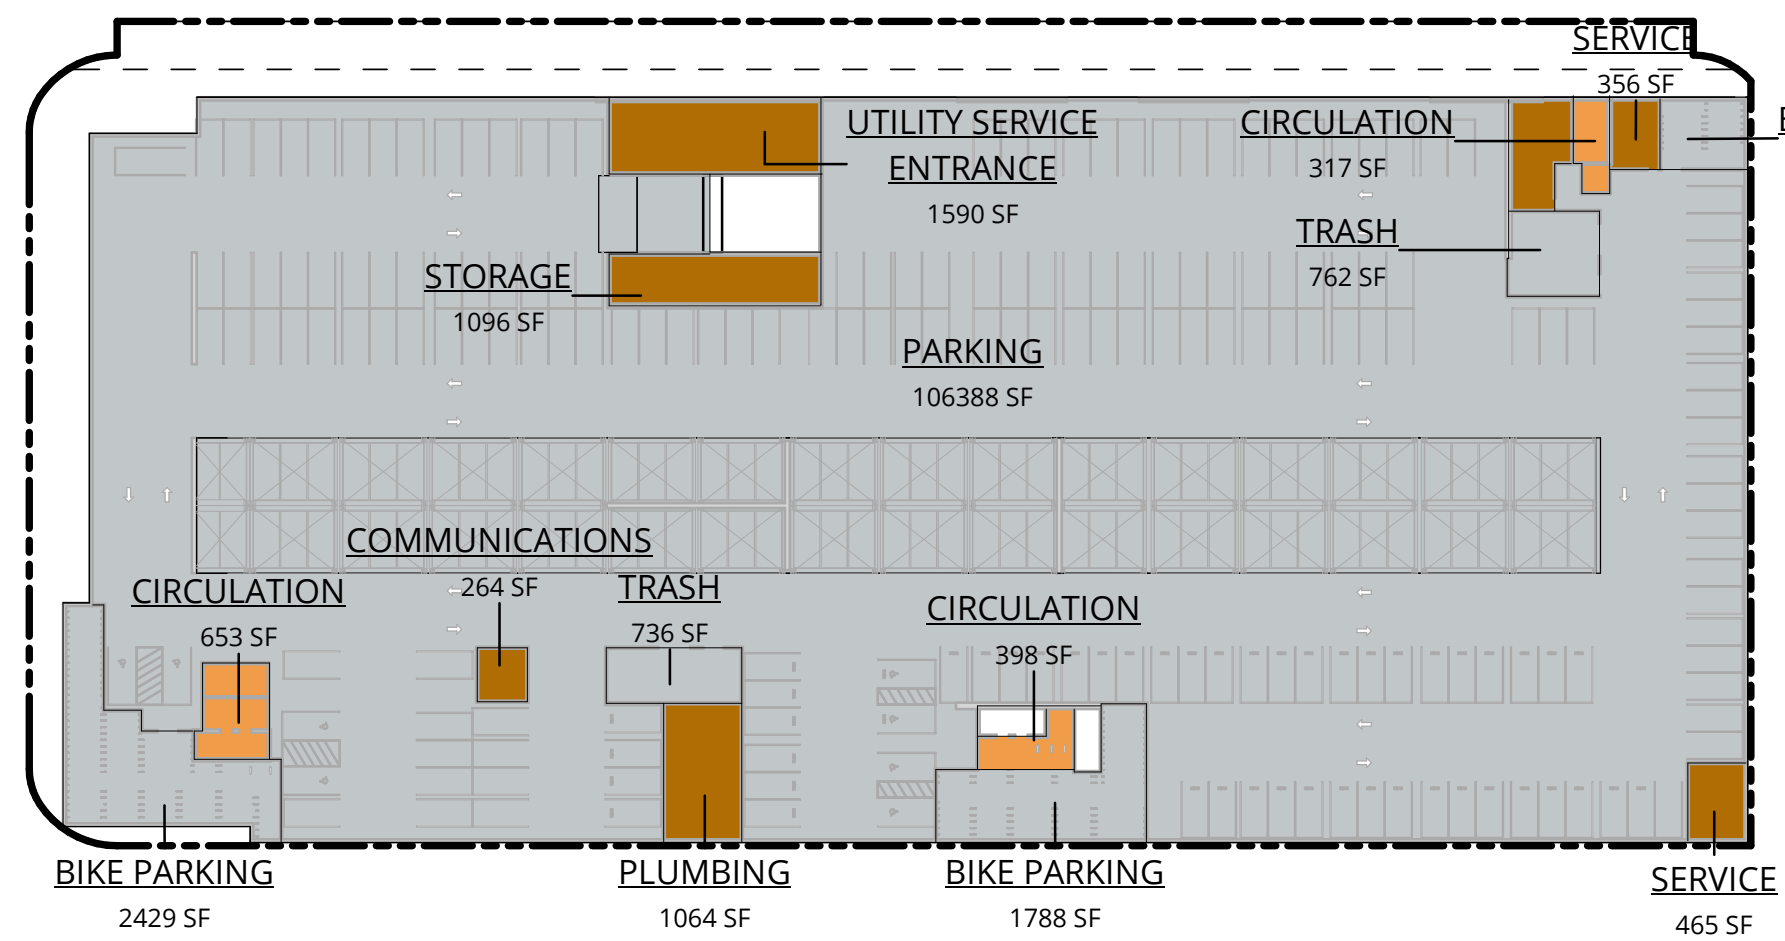 SERVICE
356 SF
UTILITY SERVICE
ENTRANCE
1590 SF
CIRCULATION
317 SF
TRASH
762 SF
STORAGE
1096 SF
PARKING
106388 SF
COMMUNICATIONS
264 SF
CIRCULATION
653 SF
TRASH
736 SF
CIRCULATION
398 SF
BIKE PARKING
2429 SF
PLUMBING
1064 SF
BIKE PARKING
1788 SF
SERVICE
465 SF